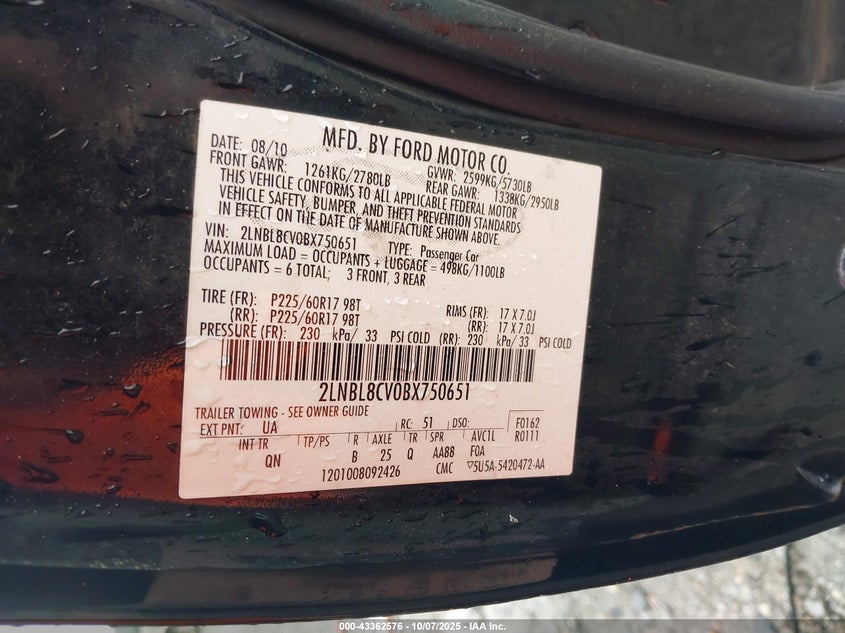 MFD. BY FORD MOTOR CO.
DATE: 08/10 GVWR: 2599KG/5730LB
FRONT GAWR: 1261KG/2780LB REAR GAWR: 1338KG/2950LB
THIS VEHICLE CONFORMS TO ALL APPLICABLE FEDERAL MOTOR
VEHICLE SAFETY, BUMPER, AND THEFT PREVENTION STANDARDS
IN EFFECT ON THE DATE OF MANUFACTURE SHOWN ABOVE.
VIN: 2LNBL8CV0BX750651 TYPE: Passenger Car
MAXIMUM LOAD = OCCUPANTS + LUGGAGE = 498KG/1100LB
OCCUPANTS = 6 TOTAL; 3 FRONT, 3 REAR
TIRE (FR): P225/60R17 98T RIMS (FR): 17 X 7.0J
(RR): P225/60R17 98T (RR): 17 X 7.0J
PRESSURE (FR): 230 kPa/ 33 PSI COLD (RR): 230 kPa/ 33 PSI COLD
2LNBL8CV0BX750651
TRAILER TOWING - SEE OWNER GUIDE
EXT PNT: UA RC: 51 DSO: F0162
R0111
INT TR TP/PS R AXLE TR SPR AVC1L
QN B 25 Q AA88 FOA
1201008092426 CMC ▽5U5A-5420472-AA
000-43362576 - 10/07/2025 - IAA Inc.